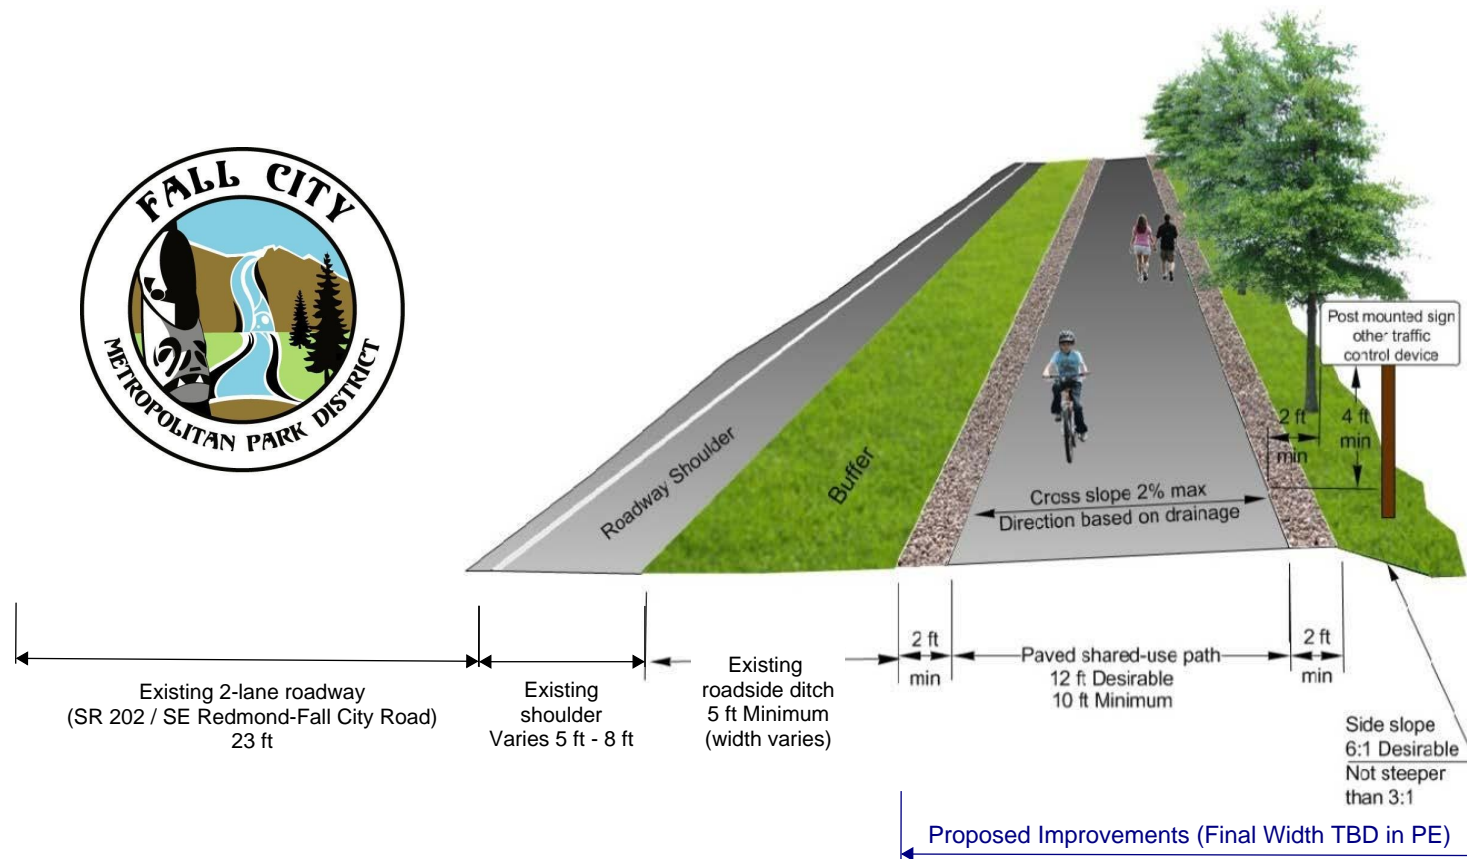 FALL CITY
METROPOLITAN PARK DISTRICT
Post mounted sign
other traffic
control device
2 ft
min
4 ft
min
Roadway Shoulder
Buffer
Cross slope 2% max
Direction based on drainage
2 ft
min
Paved shared-use path
12 ft Desirable
10 ft Minimum
2 ft
min
Existing 2-lane roadway
(SR 202 / SE Redmond-Fall City Road)
23 ft
Existing
shoulder
Varies 5 ft - 8 ft
Existing
roadside ditch
5 ft Minimum
(width varies)
Side slope
6:1 Desirable
Not steeper
than 3:1
Proposed Improvements (Final Width TBD in PE)